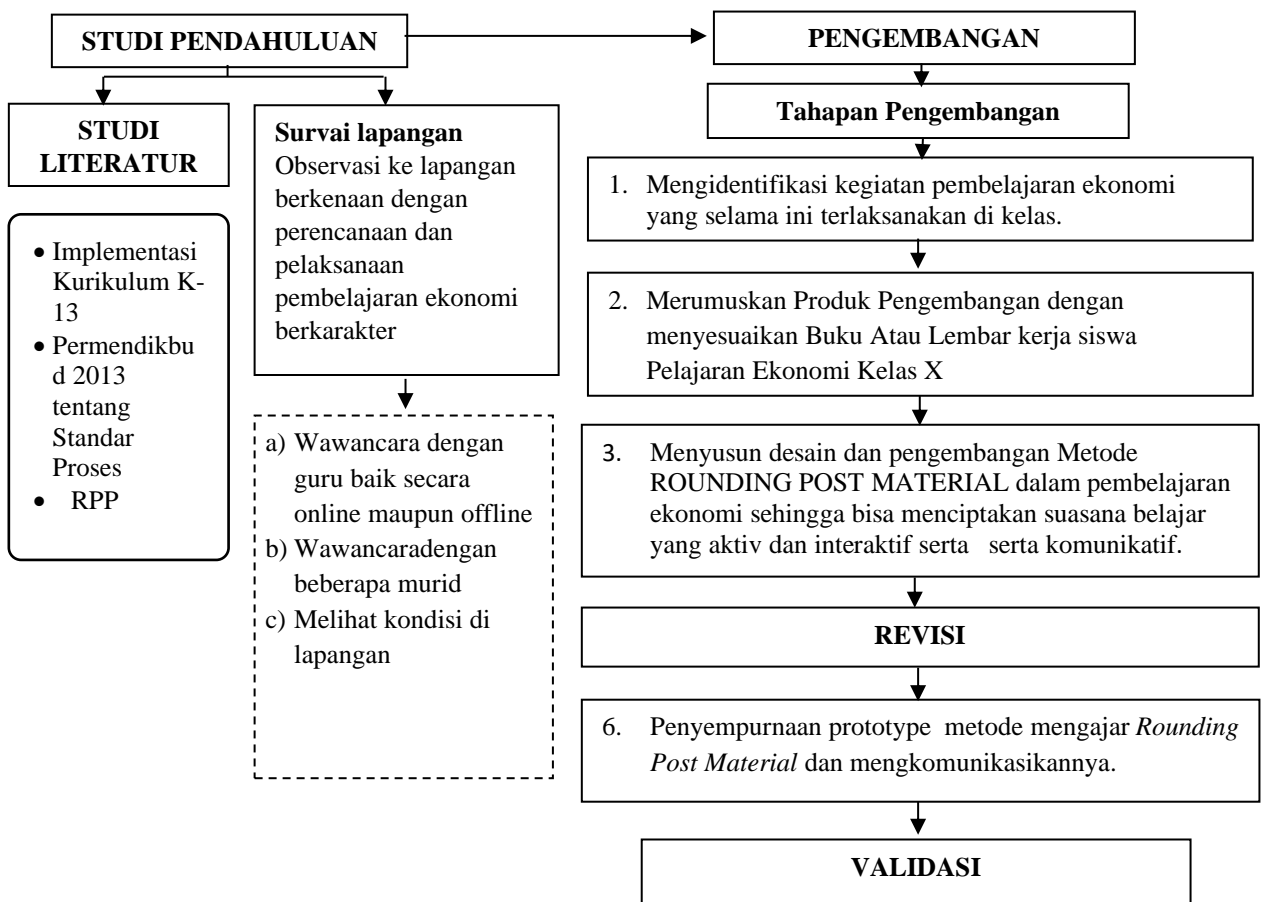 STUDI PENDAHULUAN
STUDI
LITERATUR
• Implementasi
Kurikulum K-
13
• Permendikbu
d 2013
tentang
Standar
Proses
• RPP
Survai lapangan
Observasi ke lapangan
berkenaan dengan
perencanaan dan
pelaksanaan
pembelajaran ekonomi
berkarakter
a) Wawancara dengan
guru baik secara
online maupun offline
b) Wawancaradengan
beberapa murid
c) Melihat kondisi di
lapangan
PENGEMBANGAN
Tahapan Pengembangan
1. Mengidentifikasi kegiatan pembelajaran ekonomi
yang selama ini terlaksanakan di kelas.
2. Merumuskan Produk Pengembangan dengan
menyesuaikan Buku Atau Lembar kerja siswa
Pelajaran Ekonomi Kelas X
3. Menyusun desain dan pengembangan Metode
ROUNDING POST MATERIAL dalam pembelajaran
ekonomi sehingga bisa menciptakan suasana belajar
yang aktiv dan interaktif serta serta komunikatif.
REVISI
6. Penyempurnaan prototype metode mengajar Rounding
Post Material dan mengkomunikasikannya.
VALIDASI